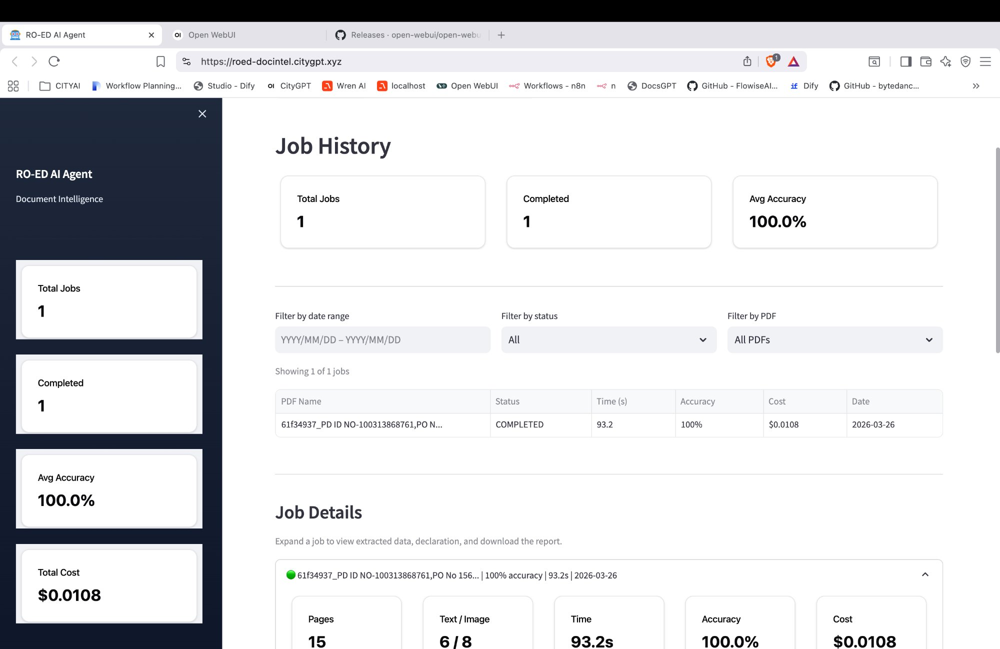 RO-ED AI Agent
Open WebUI
Releases · open-webui/open-webu
https://roed-docintel.citygpt.xyz
1
CITYAI
Workflow Planning...
Studio - Dify
OI CityGPT
Wren AI
localhost
Open WebUI
Workflows - n8n
n
DocsGPT
GitHub - FlowiseAI...
if Dify
GitHub - bytedanc...
RO-ED AI Agent
Document Intelligence
Total Jobs
1
Completed
1
Avg Accuracy
100.0%
Total Cost
$0.0108
Job History
Total Jobs
1
Completed
1
Avg Accuracy
100.0%
Filter by date range
YYYY/MM/DD – YYYY/MM/DD
Filter by status
All
Filter by PDF
All PDFs
Showing 1 of 1 jobs
PDF Name Status Time (s) Accuracy Cost Date
61f34937_PD ID NO-100313868761,PO N... COMPLETED 93.2 100% $0.0108 2026-03-26
Job Details
Expand a job to view extracted data, declaration, and download the report.
61f34937_PD ID NO-100313868761,PO No 156... | 100% accuracy | 93.2s | 2026-03-26
Pages
15
Text / Image
6 / 8
Time
93.2s
Accuracy
100.0%
Cost
$0.0108